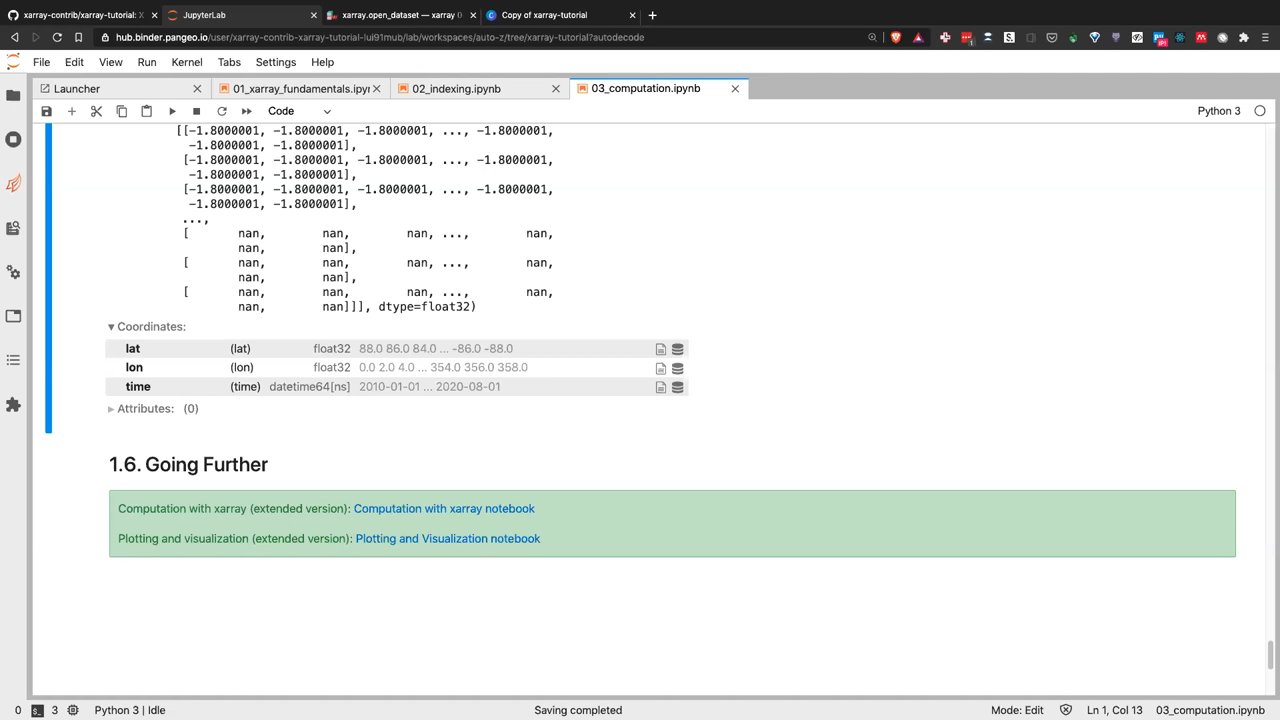 xarray-contrib/xarray-tutorial: X
JupyterLab
xarray.open_dataset — xarray 0
Copy of xarray-tutorial
hub.binder.pangeo.io/user/xarray-contrib-xarray-tutorial-lui91mub/lab/workspaces/auto-z/tree/xarray-tutorial?autodecode
File Edit View Run Kernel Tabs Settings Help
Launcher
01_xarray_fundamentals.ipyn
02_indexing.ipynb
03_computation.ipynb
Code
Python 3
[[-1.8000001, -1.8000001, -1.8000001, ..., -1.8000001,
-1.8000001, -1.8000001],
[-1.8000001, -1.8000001, -1.8000001, ..., -1.8000001,
-1.8000001, -1.8000001],
[-1.8000001, -1.8000001, -1.8000001, ..., -1.8000001,
-1.8000001, -1.8000001],
...,
[ nan, nan, nan, ..., nan,
nan, nan],
[ nan, nan, nan, ..., nan,
nan, nan],
[ nan, nan, nan, ..., nan,
nan, nan]]], dtype=float32)
▼ Coordinates:
lat (lat) float32 88.0 86.0 84.0 ... -86.0 -88.0
lon (lon) float32 0.0 2.0 4.0 ... 354.0 356.0 358.0
time (time) datetime64[ns] 2010-01-01 ... 2020-08-01
► Attributes: (0)
1.6. Going Further
Computation with xarray (extended version): Computation with xarray notebook
Plotting and visualization (extended version): Plotting and Visualization notebook
0 3 Python 3 | Idle Saving completed Mode: Edit Ln 1, Col 13 03_computation.ipynb